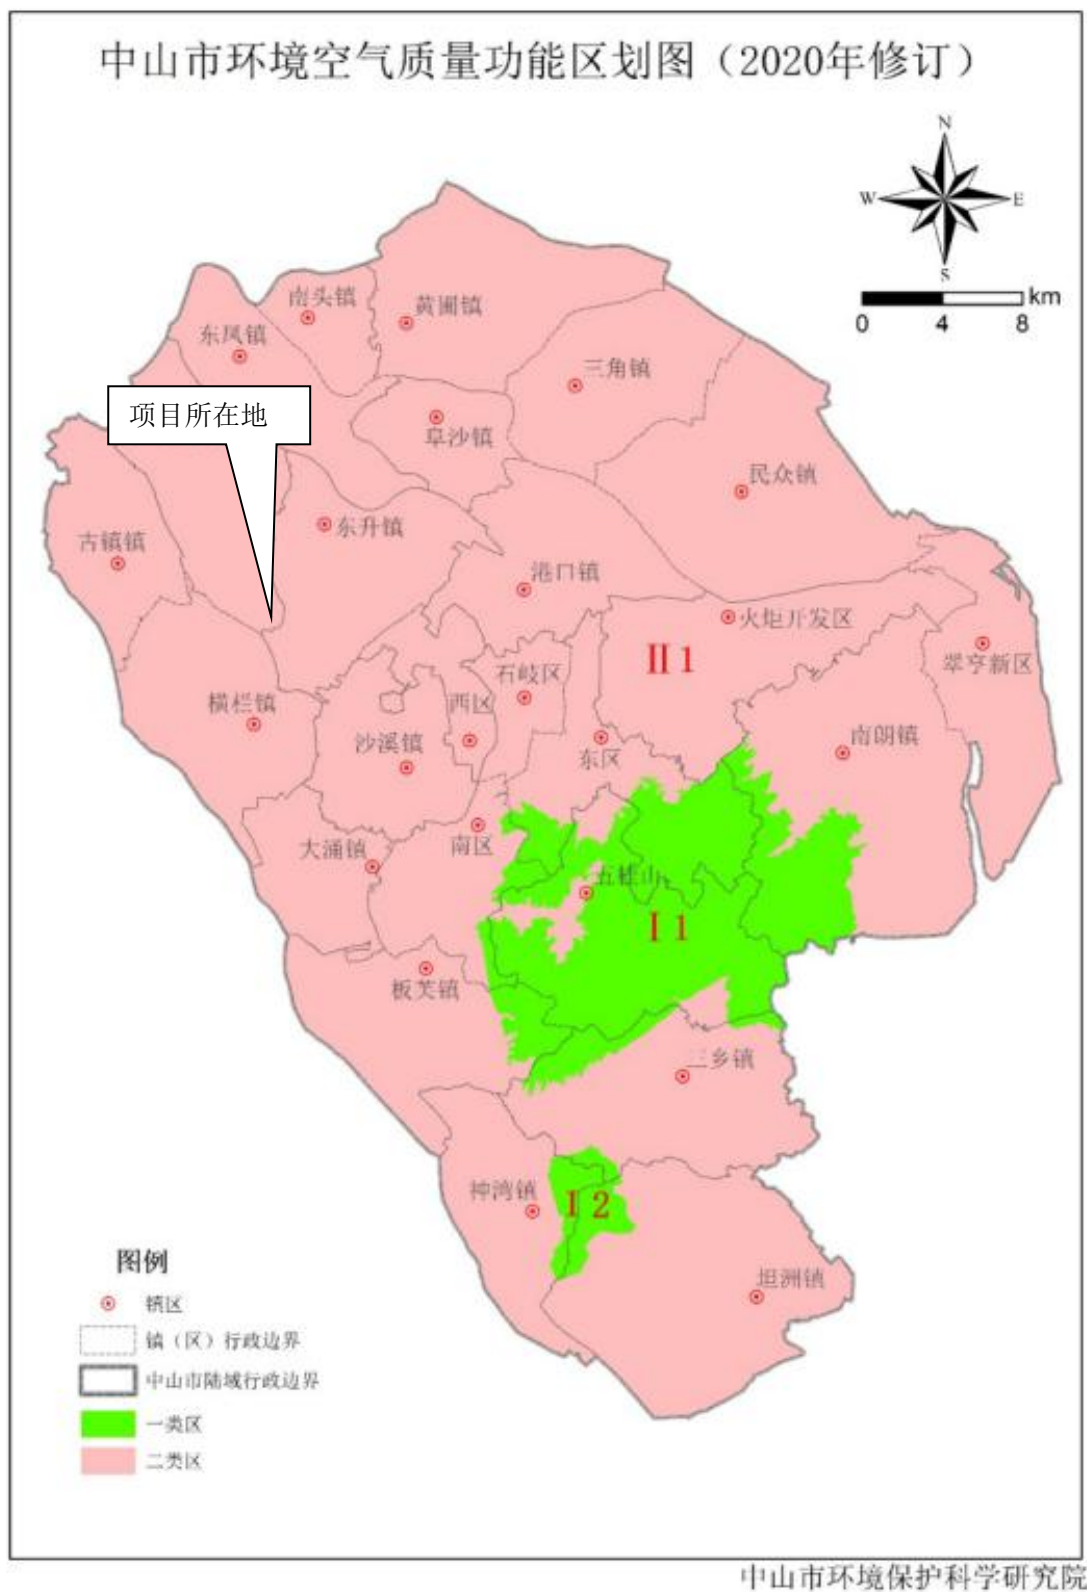 中山市环境空气质量功能区划图（2020年修订）
N
W
E
S
km
0 4 8
南头镇
黄圃镇
东凤镇
三角镇
项目所在地
阜沙镇
民众镇
东升镇
古镇镇
港口镇
火炬开发区
II 1
翠亨新区
石岐区
横栏镇
西区
沙溪镇
东区
南朗镇
大涌镇
南区
五桂山
I 1
板芙镇
三乡镇
神湾镇
I 2
坦洲镇
图例
镇区
镇（区）行政边界
中山市陆域行政边界
一类区
二类区
中山市环境保护科学研究院